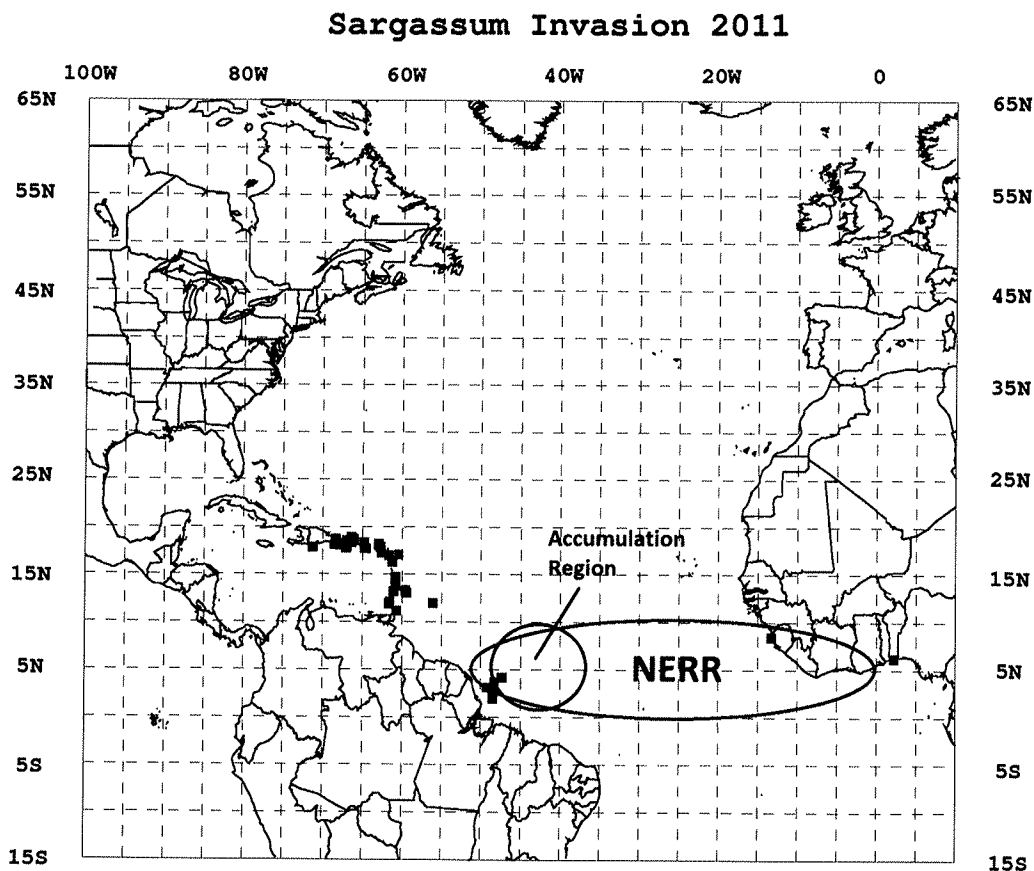 Sargassum Invasion 2011
100W 80W 60W 40W 20W 0
65N 65N
55N 55N
45N 45N
35N 35N
25N 25N
Accumulation
Region
15N 15N
5N NERR 5N
5S 5S
15S 15S